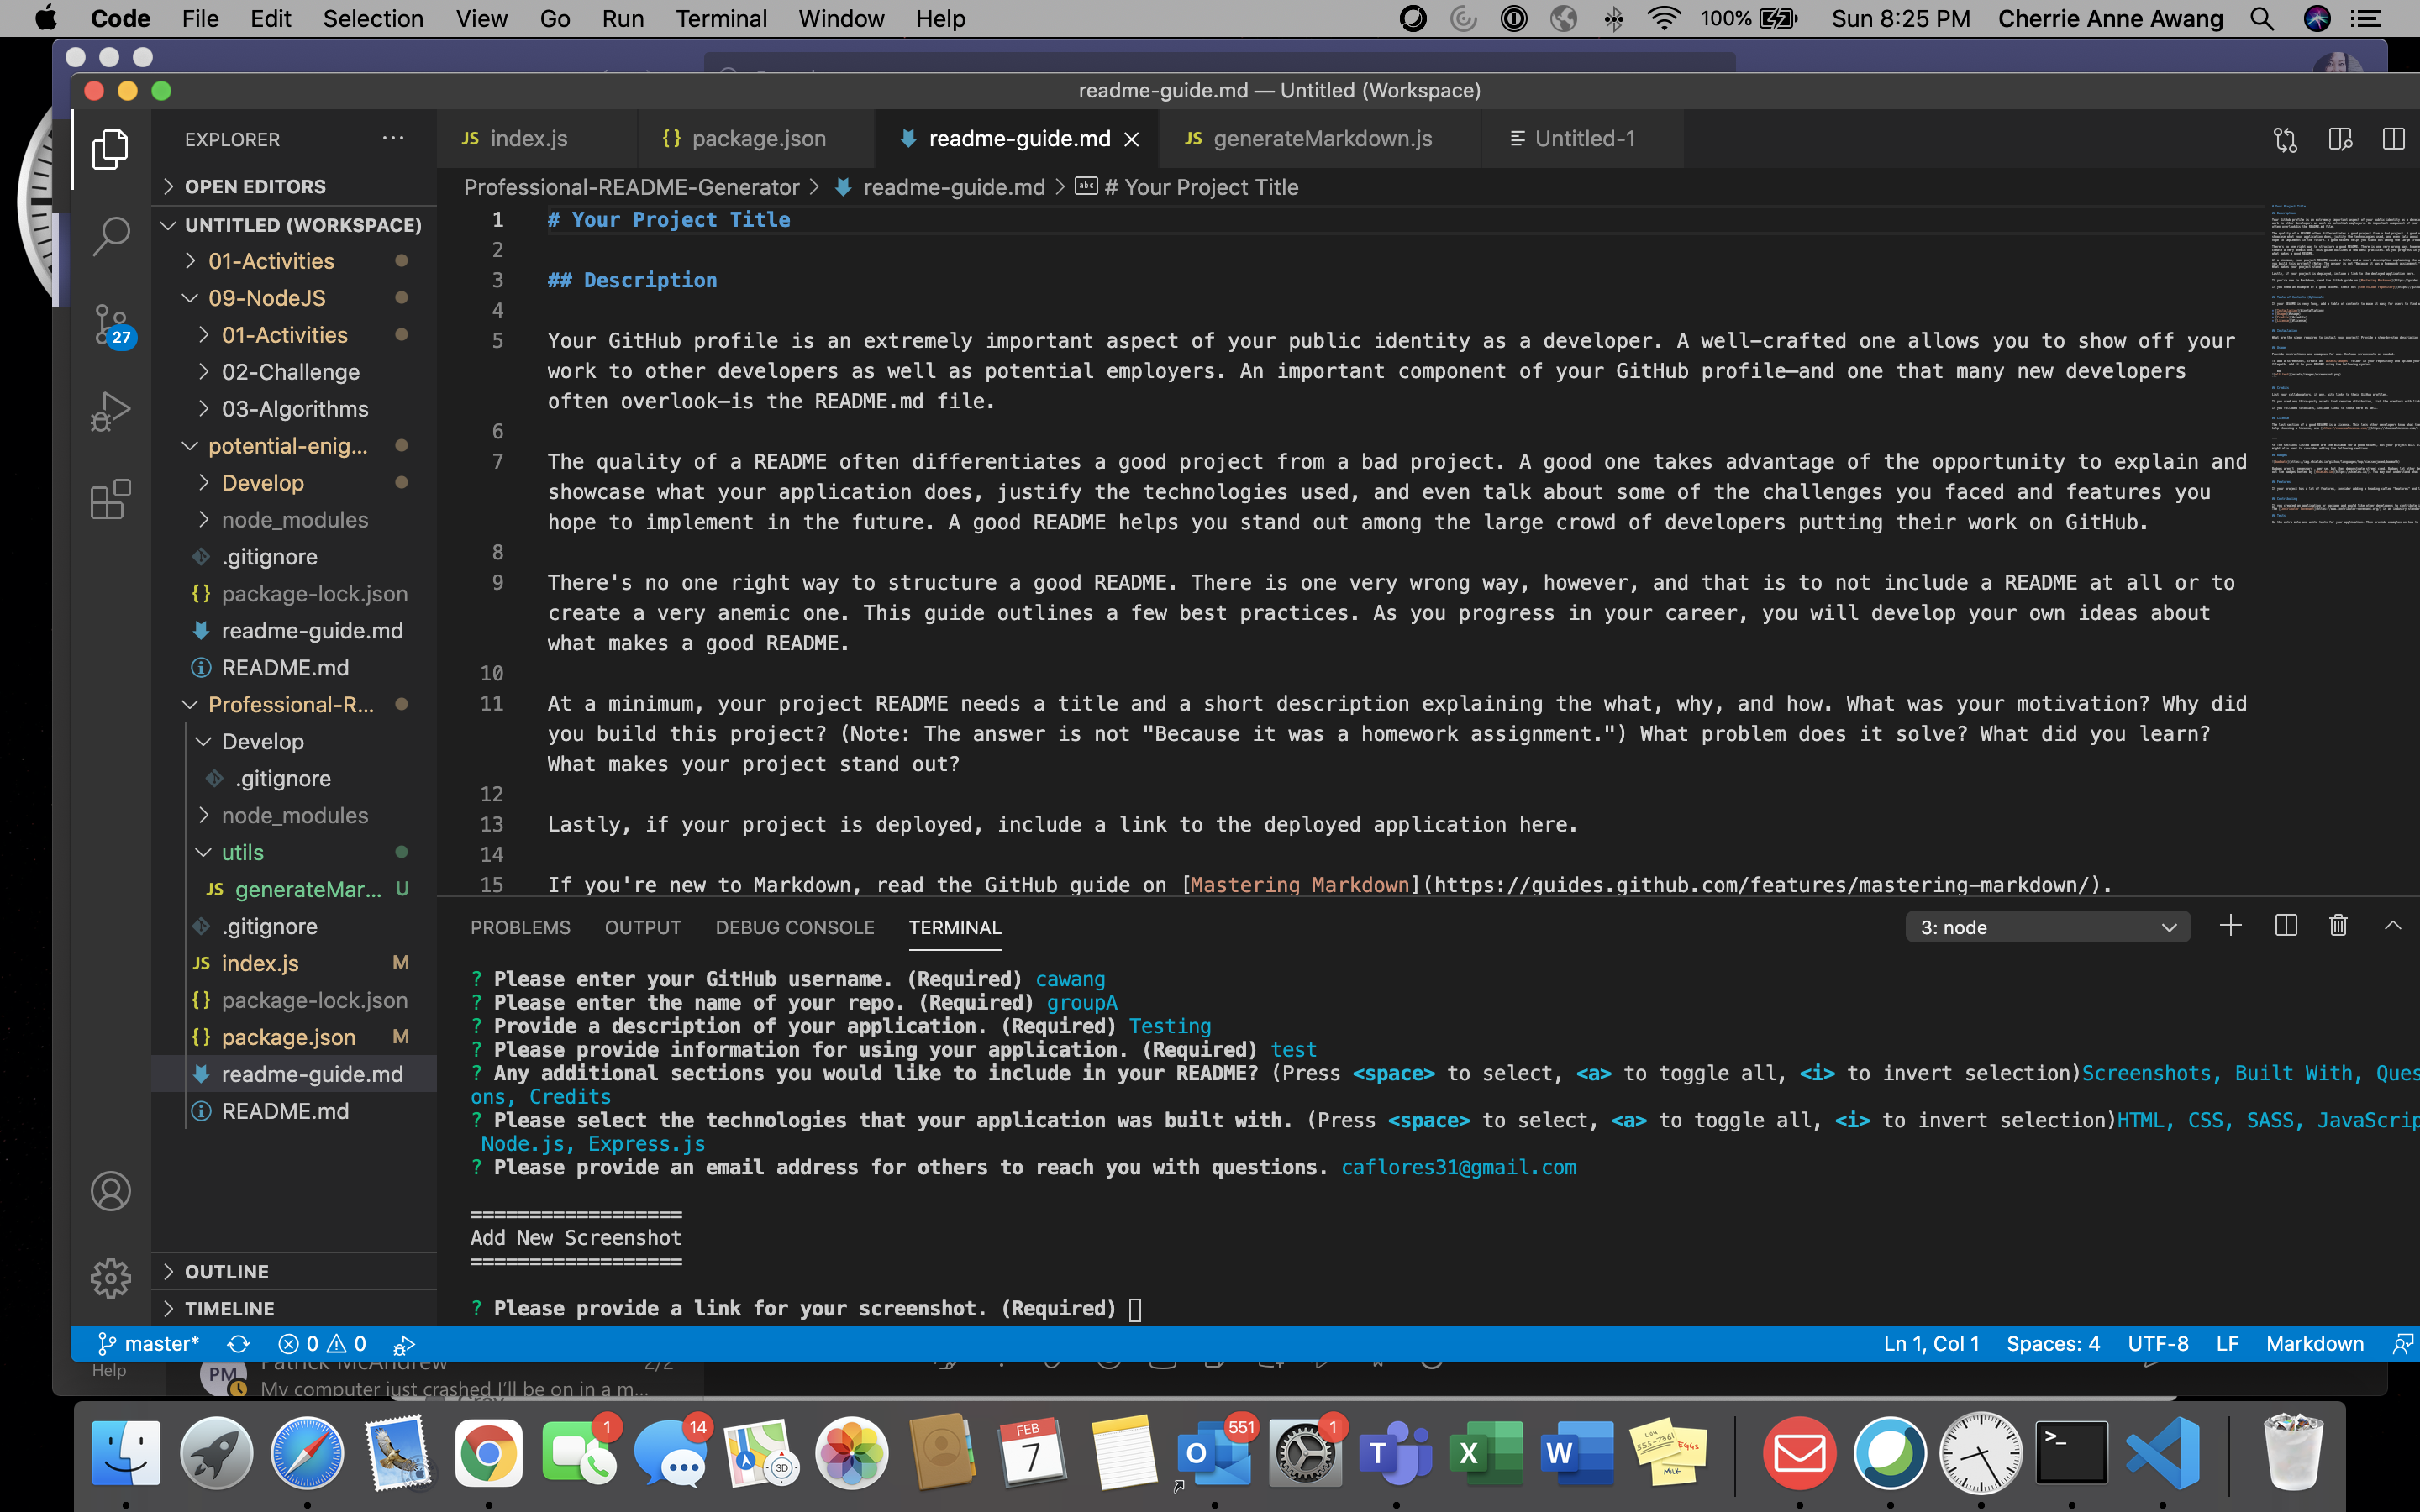 Code File Edit Selection View Go Run Terminal Window Help 100% Sun 8:25 PM Cherrie Anne Awang
readme-guide.md — Untitled (Workspace)
EXPLORER
OPEN EDITORS
UNTITLED (WORKSPACE)
01-Activities
09-NodeJS
01-Activities
02-Challenge
03-Algorithms
potential-enig...
Develop
node_modules
.gitignore
package-lock.json
readme-guide.md
README.md
Professional-R...
Develop
.gitignore
node_modules
utils
JS generateMar... U
.gitignore
JS index.js M
{} package-lock.json
{} package.json M
readme-guide.md
README.md
OUTLINE
TIMELINE
27
JS index.js {} package.json readme-guide.md JS generateMarkdown.js Untitled-1
Professional-README-Generator > readme-guide.md > abc # Your Project Title
1 # Your Project Title
2
3 ## Description
4
5 Your GitHub profile is an extremely important aspect of your public identity as a developer. A well-crafted one allows you to show off your
work to other developers as well as potential employers. An important component of your GitHub profile—and one that many new developers
often overlook—is the README.md file.
6
7 The quality of a README often differentiates a good project from a bad project. A good one takes advantage of the opportunity to explain and
showcase what your application does, justify the technologies used, and even talk about some of the challenges you faced and features you
hope to implement in the future. A good README helps you stand out among the large crowd of developers putting their work on GitHub.
8
9 There's no one right way to structure a good README. There is one very wrong way, however, and that is to not include a README at all or to
create a very anemic one. This guide outlines a few best practices. As you progress in your career, you will develop your own ideas about
what makes a good README.
10
11 At a minimum, your project README needs a title and a short description explaining the what, why, and how. What was your motivation? Why did
you build this project? (Note: The answer is not "Because it was a homework assignment.") What problem does it solve? What did you learn?
What makes your project stand out?
12
13 Lastly, if your project is deployed, include a link to the deployed application here.
14
15 If you're new to Markdown, read the GitHub guide on [Mastering Markdown](https://guides.github.com/features/mastering-markdown/).
PROBLEMS OUTPUT DEBUG CONSOLE TERMINAL 3: node
? Please enter your GitHub username. (Required) cawang
? Please enter the name of your repo. (Required) groupA
? Provide a description of your application. (Required) Testing
? Please provide information for using your application. (Required) test
? Any additional sections you would like to include in your README? (Press <space> to select, <a> to toggle all, <i> to invert selection)Screenshots, Built With, Ques
ons, Credits
? Please select the technologies that your application was built with. (Press <space> to select, <a> to toggle all, <i> to invert selection)HTML, CSS, SASS, JavaScrip
Node.js, Express.js
? Please provide an email address for others to reach you with questions. caflores31@gmail.com
==================
Add New Screenshot
==================
? Please provide a link for your screenshot. (Required)
master* 0 0 Ln 1, Col 1 Spaces: 4 UTF-8 LF Markdown
Help PM Patrick McAndrew 2/2
My computer just crashed I'll be on in a m...
1 14 3D FEB 7 O 551 1 T X W >_